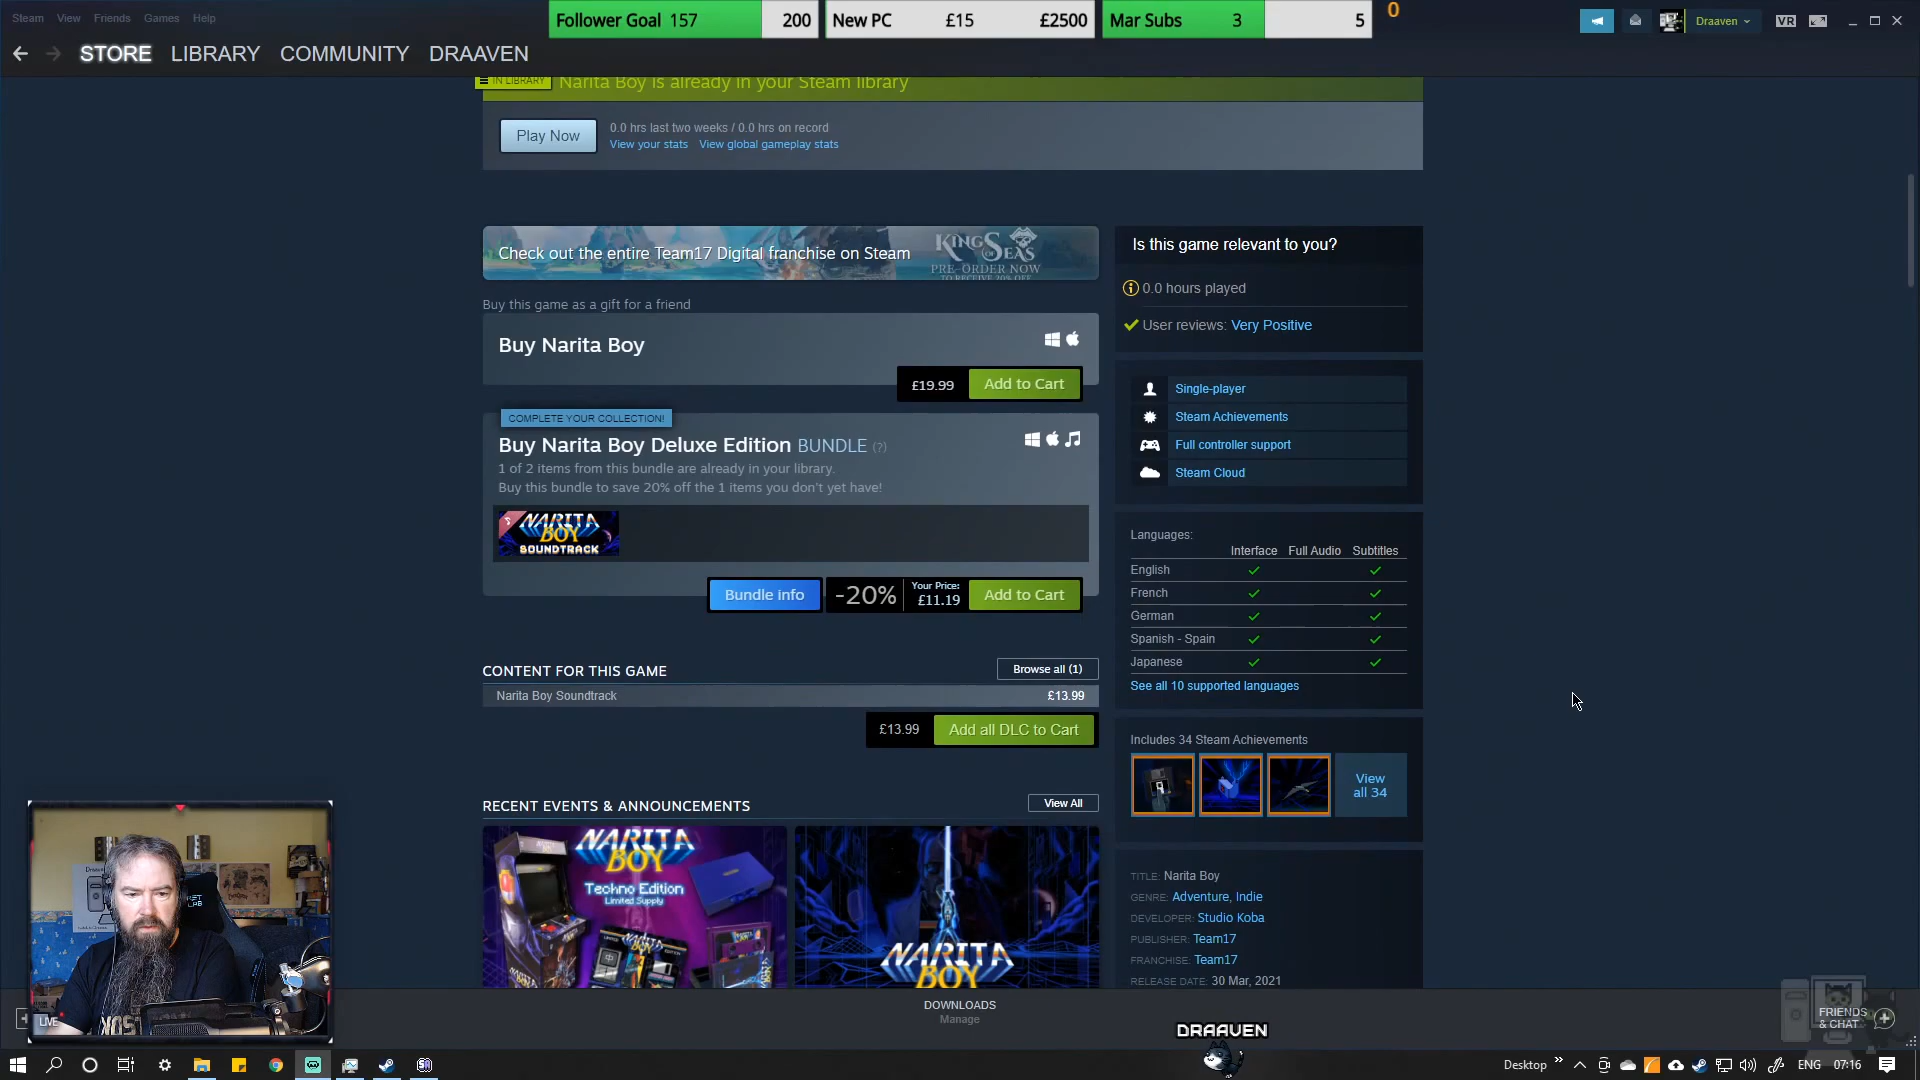 Steam View Friends Games Help
Follower Goal 157 200 New PC £15 £2500 Mar Subs 3 5 0
Draaven VR
STORE LIBRARY COMMUNITY DRAAVEN
IN LIBRARY Narita Boy is already in your Steam library
Play Now
0.0 hrs last two weeks / 0.0 hrs on record
View your stats View global gameplay stats
Check out the entire Team17 Digital franchise on Steam
KING OF SEAS
PRE-ORDER NOW
TO RECEIVE 20% OFF
Buy this game as a gift for a friend
Buy Narita Boy
£19.99 Add to Cart
COMPLETE YOUR COLLECTION!
Buy Narita Boy Deluxe Edition BUNDLE (?)
1 of 2 items from this bundle are already in your library.
Buy this bundle to save 20% off the 1 items you don't yet have!
NARITA
BOY
SOUNDTRACK
Bundle info -20% Your Price: £11.19 Add to Cart
CONTENT FOR THIS GAME Browse all (1)
Narita Boy Soundtrack £13.99
£13.99 Add all DLC to Cart
RECENT EVENTS & ANNOUNCEMENTS View All
NARITA
BOY
Techno Edition
Limited Supply
NARITA
BOY
Is this game relevant to you?
0.0 hours played
User reviews: Very Positive
Single-player
Steam Achievements
Full controller support
Steam Cloud
Languages:
Interface Full Audio Subtitles
English
French
German
Spanish - Spain
Japanese
See all 10 supported languages
Includes 34 Steam Achievements
View
all 34
TITLE: Narita Boy
GENRE: Adventure, Indie
DEVELOPER: Studio Koba
PUBLISHER: Team17
FRANCHISE: Team17
RELEASE DATE: 30 Mar, 2021
LIVE
DOWNLOADS
Manage
DRAAVEN
FRIENDS
& CHAT
Desktop ENG 07:16